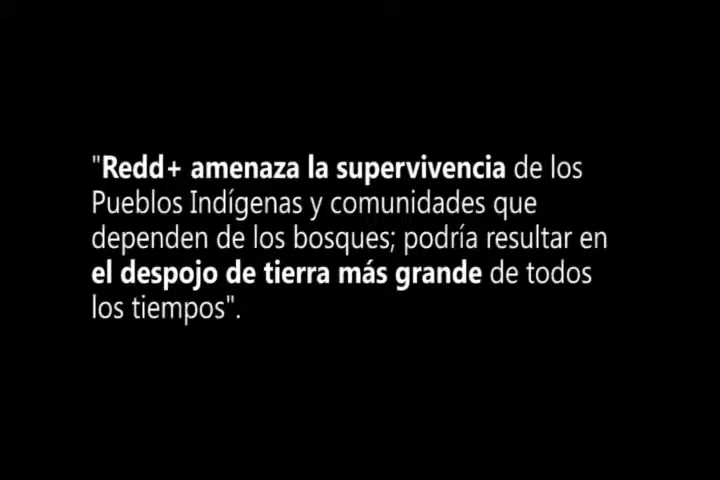 "Redd+ amenaza la supervivencia de los
Pueblos Indígenas y comunidades que
dependen de los bosques; podría resultar en
el despojo de tierra más grande de todos
los tiempos".